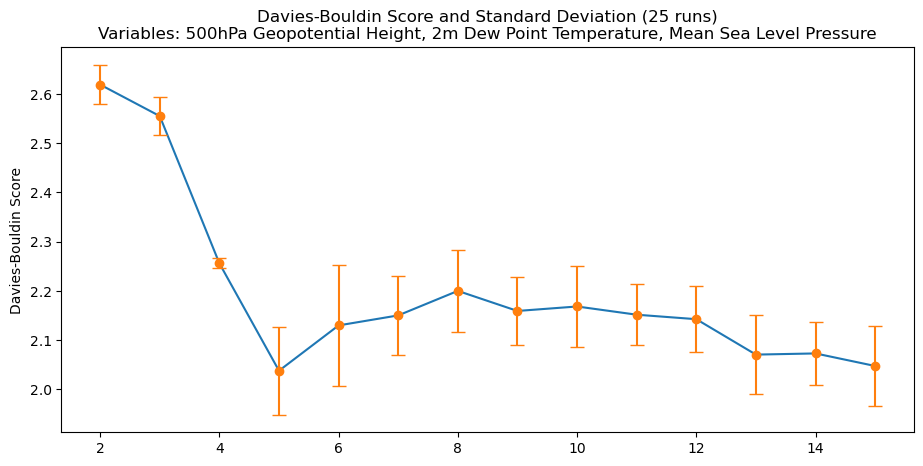 Davies-Bouldin Score and Standard Deviation (25 runs)
Variables: 500hPa Geopotential Height, 2m Dew Point Temperature, Mean Sea Level Pressure
Davies-Bouldin Score
2.6
2.5
2.4
2.3
2.2
2.1
2.0
2 4 6 8 10 12 14